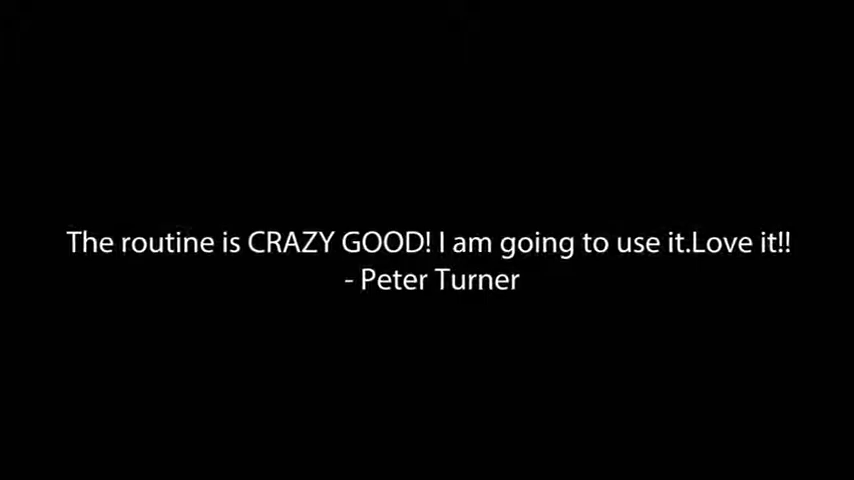 The routine is CRAZY GOOD! I am going to use it.Love it!!
- Peter Turner